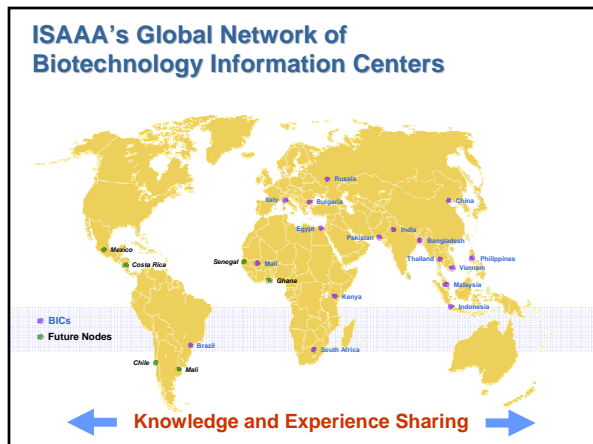 ISAAA's Global Network of
Biotechnology Information Centers
Russia
Italy
Bulgaria
China
Egypt
Pakistan
India
Bangladesh
Mexico
Costa Rica
Senegal
Mali
Ghana
Thailand
Philippines
Vietnam
Malaysia
Kenya
Indonesia
BICs
Future Nodes
Brazil
South Africa
Chile
Mali
Knowledge and Experience Sharing